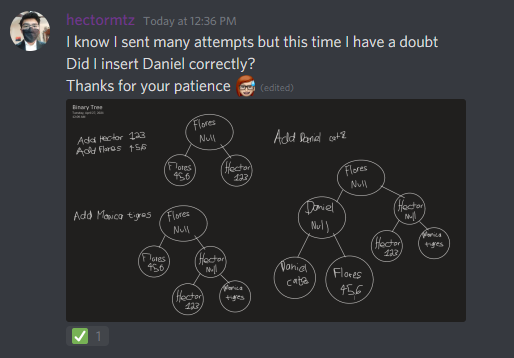 hectormtz Today at 12:36 PM
I know I sent many attempts but this time I have a doubt
Did I insert Daniel correctly?
Thanks for your patience (edited)
Binary Tree
Add Hector 123
Add Flores 456
Flores
Null
Flores
456
Hector
123
Add Monica tigres
Flores
Null
Flores
456
Hector
Null
Hector
123
Monica
tigres
Add Daniel cat8
Flores
Null
Daniel
Null
Hector
Null
Daniel
cat8
Flores
456
Hector
123
Monica
tigres
1